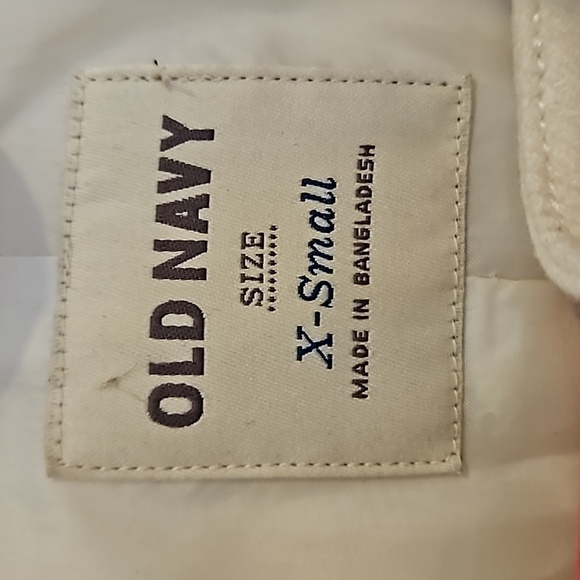 OLD NAVY
SIZE
X-Small
MADE IN BANGLADESH